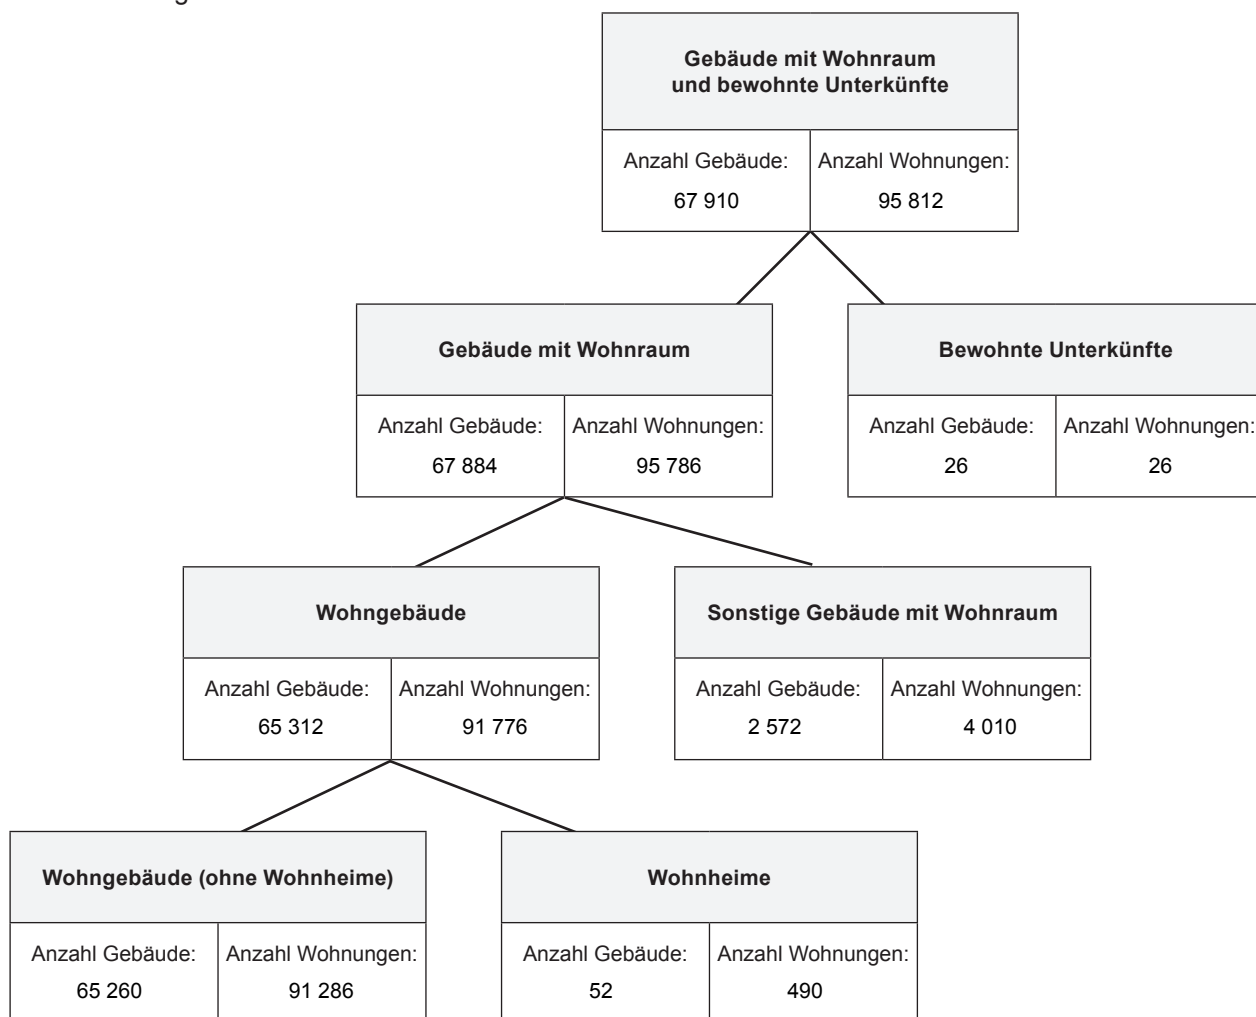 Gebäude mit Wohnraum
und bewohnte Unterkünfte
Anzahl Gebäude: Anzahl Wohnungen:
67 910 95 812
Gebäude mit Wohnraum
Anzahl Gebäude: Anzahl Wohnungen:
67 884 95 786
Bewohnte Unterkünfte
Anzahl Gebäude: Anzahl Wohnungen:
26 26
Wohngebäude
Anzahl Gebäude: Anzahl Wohnungen:
65 312 91 776
Sonstige Gebäude mit Wohnraum
Anzahl Gebäude: Anzahl Wohnungen:
2 572 4 010
Wohngebäude (ohne Wohnheime)
Anzahl Gebäude: Anzahl Wohnungen:
65 260 91 286
Wohnheime
Anzahl Gebäude: Anzahl Wohnungen:
52 490